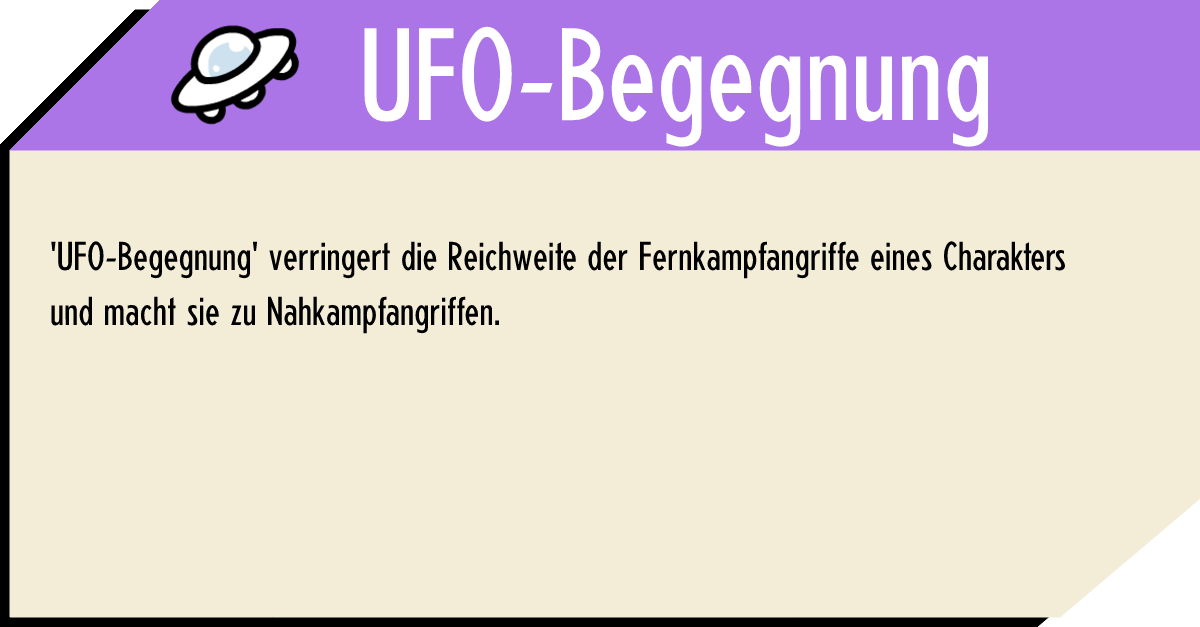 UFO-Begegnung
'UFO-Begegnung' verringert die Reichweite der Fernkampfangriffe eines Charakters
und macht sie zu Nahkampfangriffen.